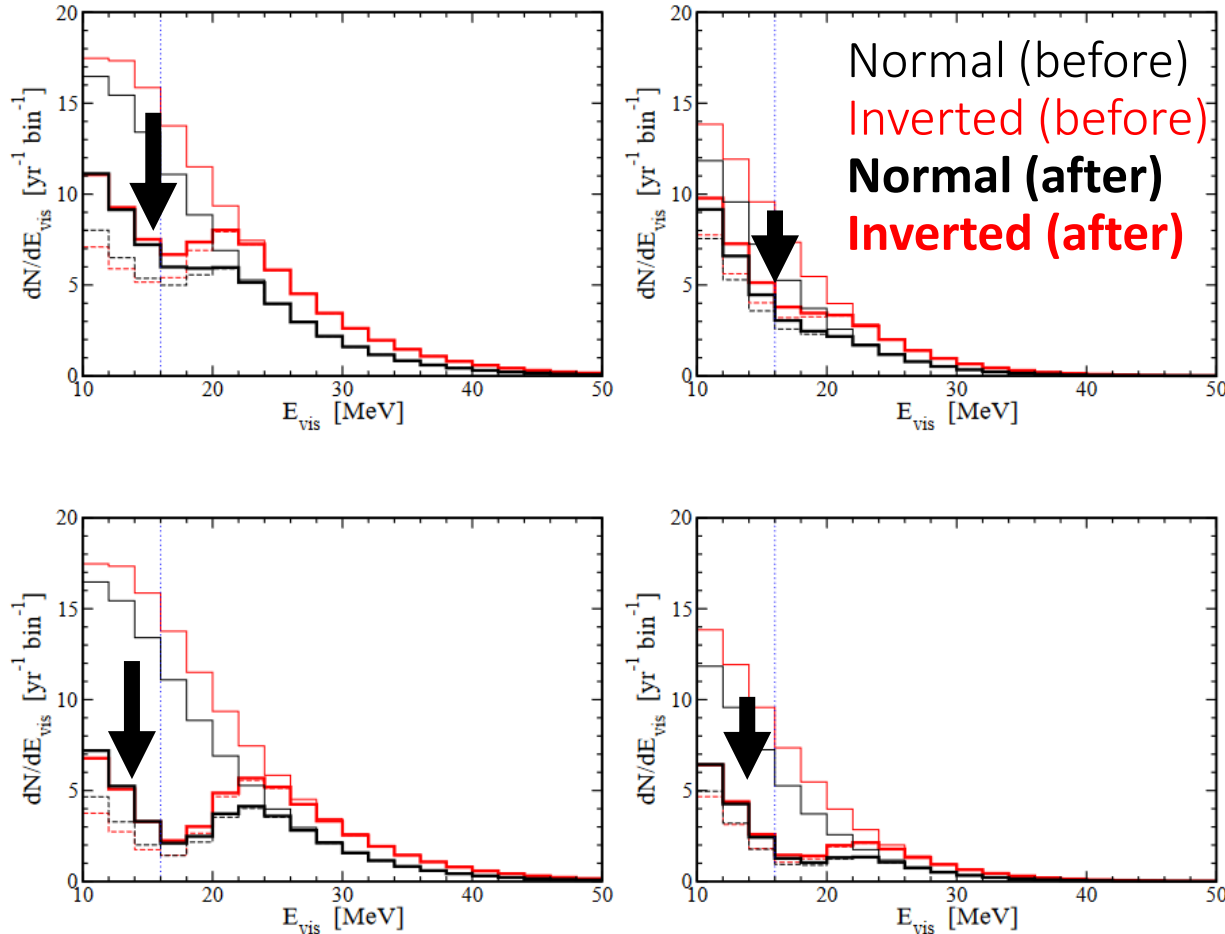 20
15
10
5
0
dN/dE_vis [yr^-1 bin^-1]
10 20 30 40 50
E_vis [MeV]
20
15
10
5
0
dN/dE_vis [yr^-1 bin^-1]
10 20 30 40 50
E_vis [MeV]
Normal (before)
Inverted (before)
Normal (after)
Inverted (after)
20
15
10
5
0
dN/dE_vis [yr^-1 bin^-1]
10 20 30 40 50
E_vis [MeV]
20
15
10
5
0
dN/dE_vis [yr^-1 bin^-1]
10 20 30 40 50
E_vis [MeV]